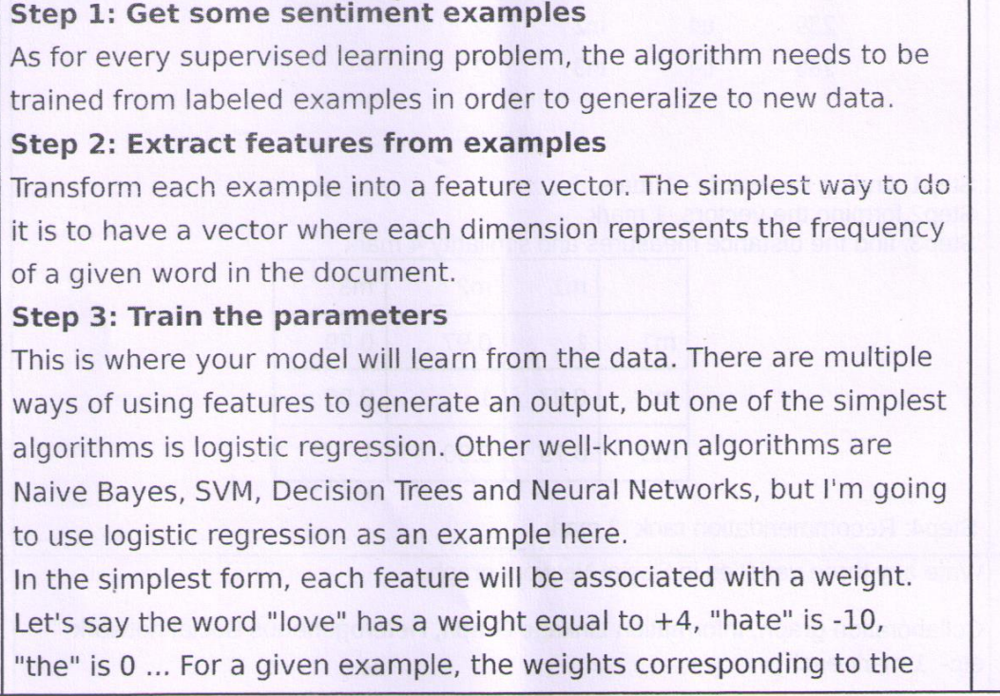 Step 1: Get some sentiment examples
As for every supervised learning problem, the algorithm needs to be
trained from labeled examples in order to generalize to new data.
Step 2: Extract features from examples
Transform each example into a feature vector. The simplest way to do
it is to have a vector where each dimension represents the frequency
of a given word in the document.
Step 3: Train the parameters
This is where your model will learn from the data. There are multiple
ways of using features to generate an output, but one of the simplest
algorithms is logistic regression. Other well-known algorithms are
Naive Bayes, SVM, Decision Trees and Neural Networks, but I'm going
to use logistic regression as an example here.
In the simplest form, each feature will be associated with a weight.
Let's say the word "love" has a weight equal to +4, "hate" is -10,
"the" is 0 ... For a given example, the weights corresponding to the